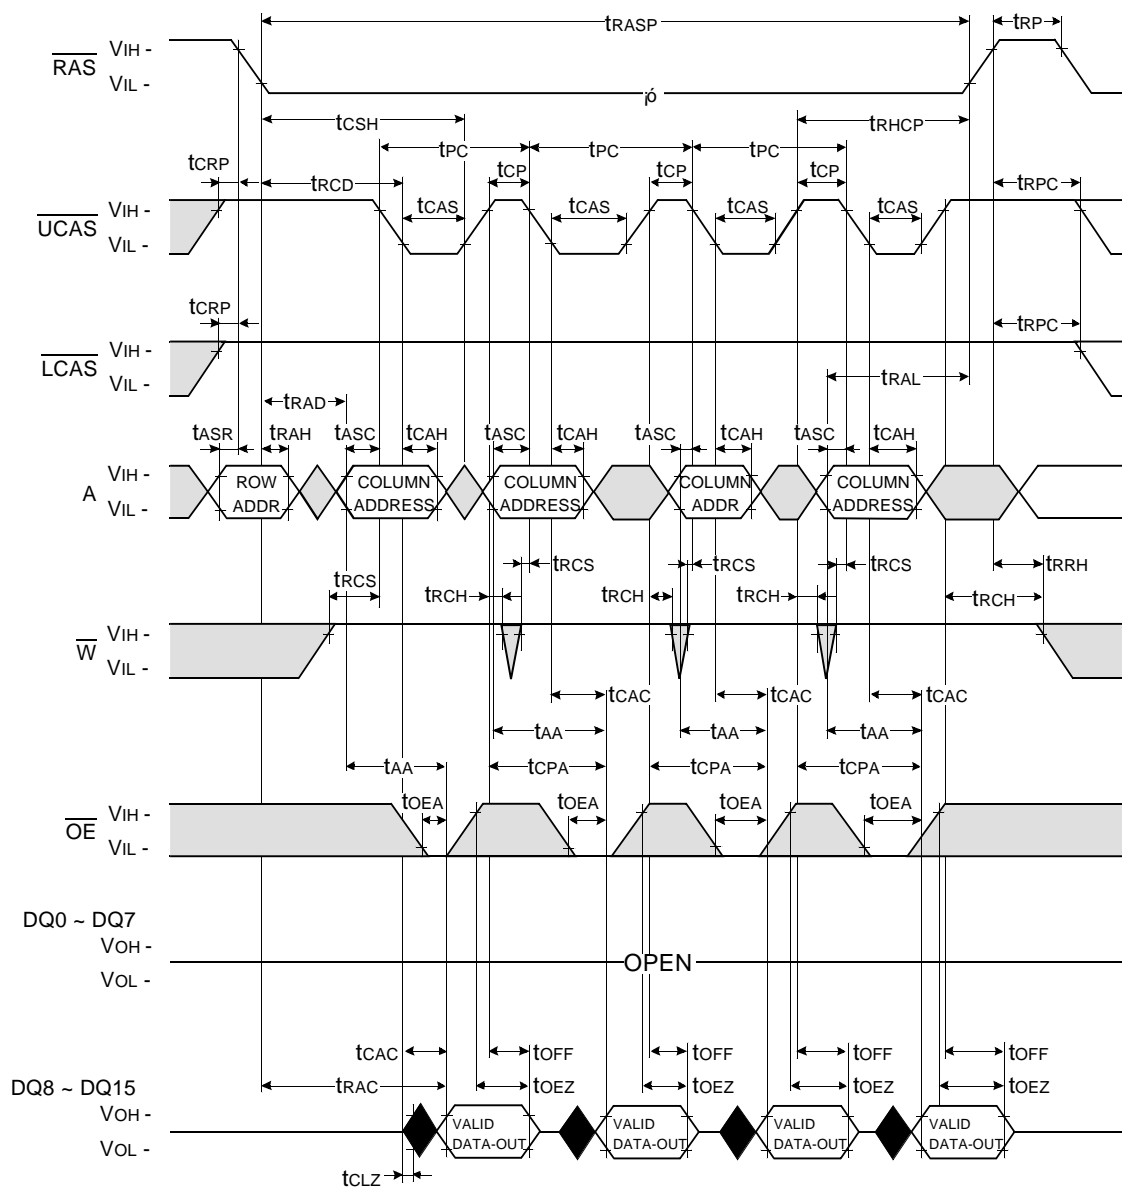 tRASP tRP
RAS VIH -
VIL -
ıó
tCSH tRHCP
tPC tPC tPC
tCRP tCP tCP tCP
tRCD tRPC
tCAS tCAS tCAS tCAS
UCAS VIH -
VIL -
tCRP tRPC
LCAS VIH -
VIL -
tRAL
tRAD
tASR tRAH tASC tCAH tASC tCAH tASC tCAH tASC tCAH
A VIH -
VIL -
ROW ADDR
COLUMN ADDRESS
COLUMN ADDRESS
COLUMN ADDR
COLUMN ADDRESS
tRCS tRCS tRCS tRCS tRRH
tRCH tRCH tRCH tRCH
W VIH -
VIL -
tCAC tCAC tCAC
tAA tAA tAA
tAA tCPA tCPA tCPA
tOEA tOEA tOEA tOEA
OE VIH -
VIL -
DQ0 ~ DQ7
VOH -
VOL -
OPEN
tCAC tOFF tOFF tOFF tOFF
DQ8 ~ DQ15
tRAC tOEZ tOEZ tOEZ tOEZ
VOH -
VOL -
VALID VALID VALID VALID
DATA-OUT DATA-OUT DATA-OUT DATA-OUT
tCLZ